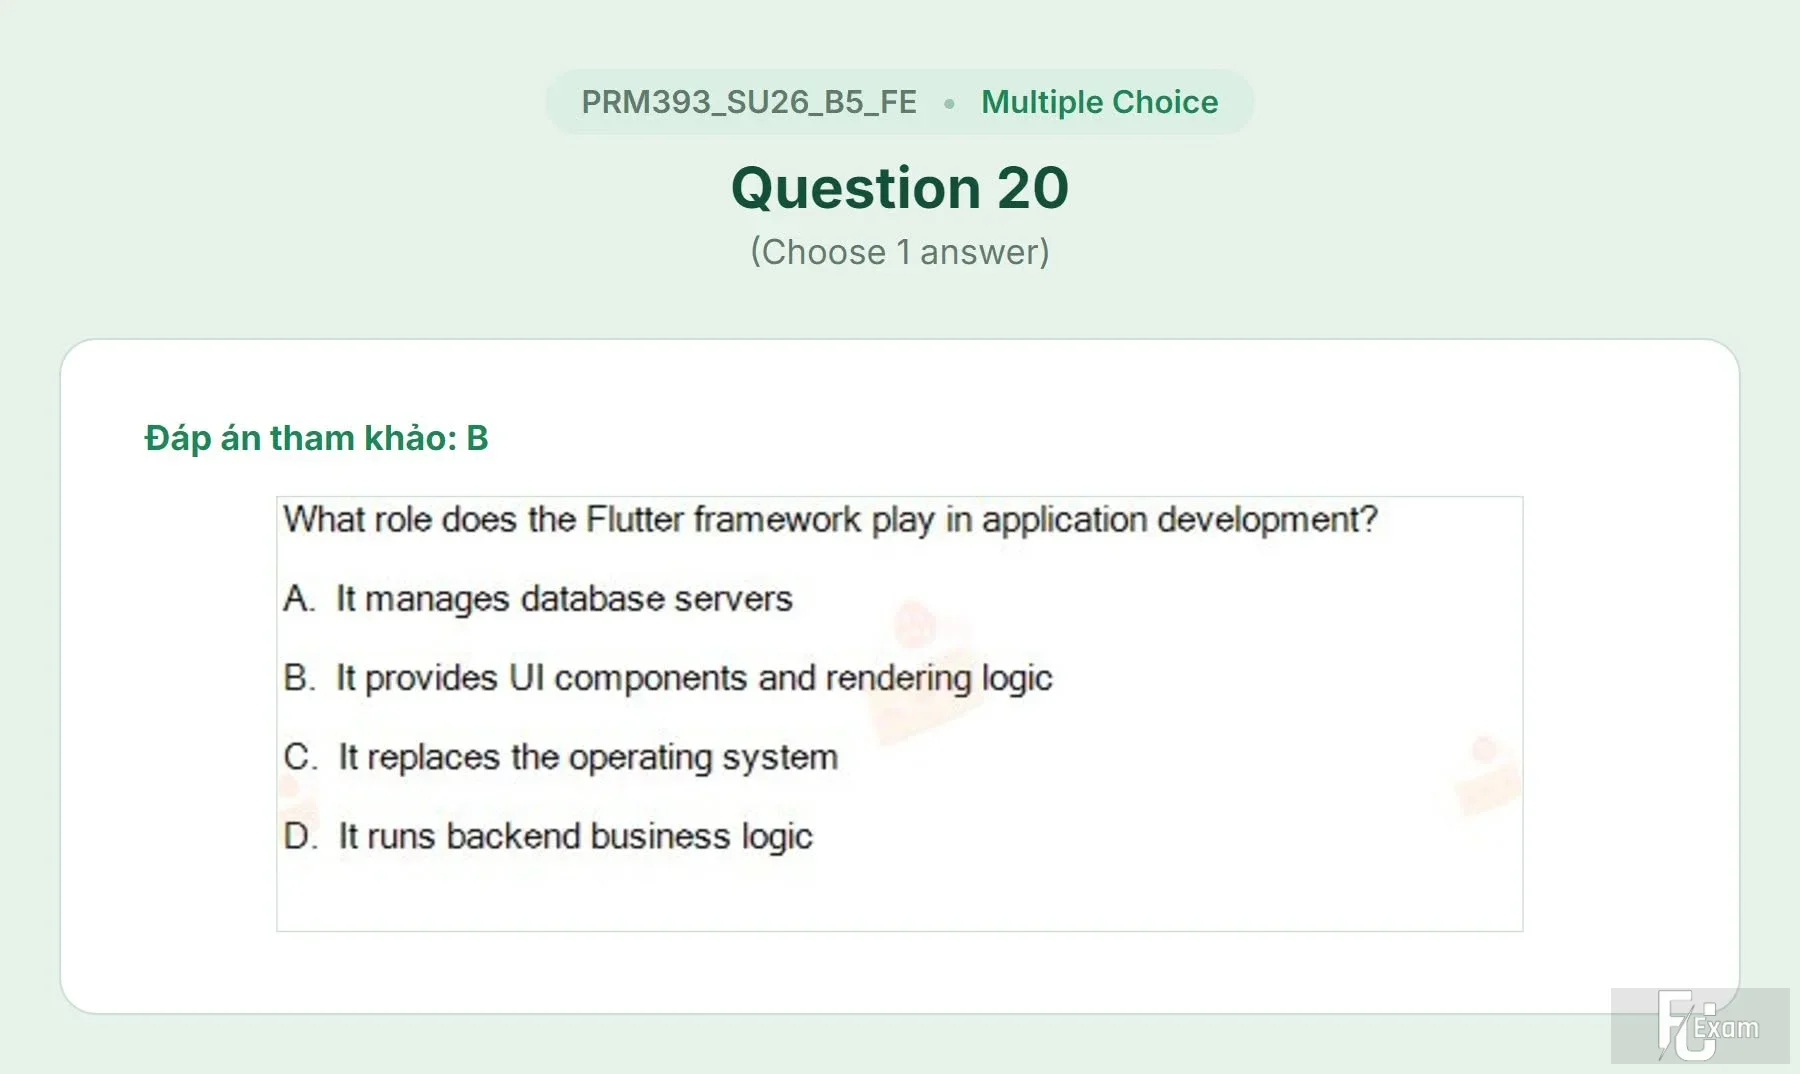 PRM393_SU26_B5_FE • Multiple Choice
Question 20
(Choose 1 answer)
Đáp án tham khảo: B
What role does the Flutter framework play in application development?
A. It manages database servers
B. It provides UI components and rendering logic
C. It replaces the operating system
D. It runs backend business logic
FU Exam